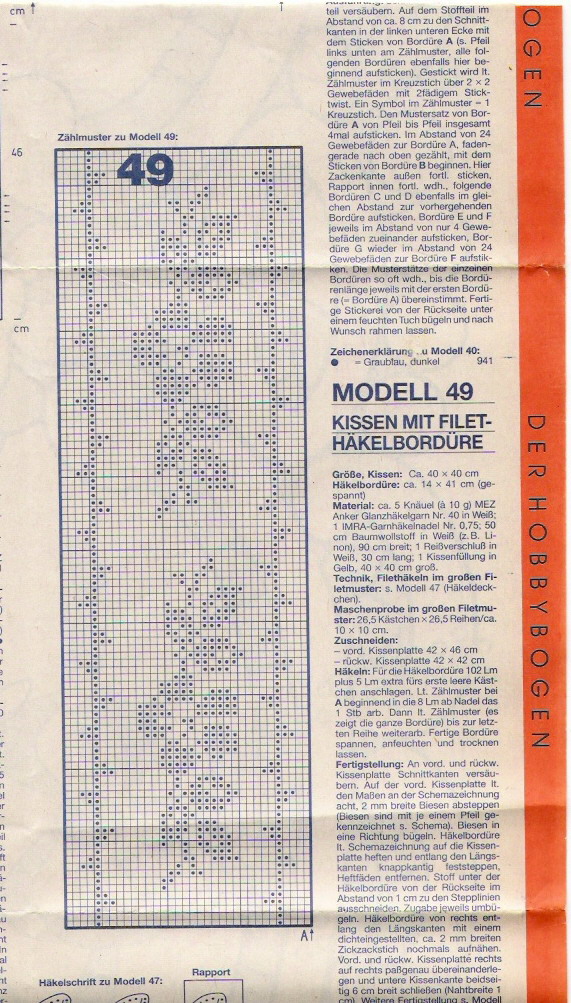 cm
teil versäubern. Auf dem Stoffteil im
Abstand von ca. 8 cm zu den Schnitt-
kanten in der linken unteren Ecke mit
dem Sticken von Bordüre A (s. Pfeil
links unten am Zählmuster, alle fol-
genden Bordüren ebenfalls hier be-
ginnend aufsticken). Gestickt wird lt.
Zählmuster im Kreuzstich über 2 × 2
Gewebefäden mit 2fädigem Stick-
twist. Ein Symbol im Zählmuster = 1
Kreuzstich. Den Mustersatz von Bor-
düre A von Pfeil bis Pfeil insgesamt
4mal aufsticken. Im Abstand von 24
Gewebefäden zur Bordüre A, faden-
gerade nach oben gezählt, mit dem
Sticken von Bordüre B beginnen. Hier
Zackenkante außen fortl. sticken,
Rapport innen fortl. wdh., folgende
Bordüren C und D ebenfalls im glei-
chen Abstand zur vorhergehenden
Bordüre aufsticken. Bordüre E und F
jeweils im Abstand von nur 4 Gewe-
befäden zueinander aufsticken, Bor-
düre G wieder im Abstand von 24
Gewebefäden zur Bordüre F aufstik-
ken. Die Musterstätze der einzelnen
Bordüren so oft wdh., bis die Bordü-
renlänge jeweils mit der ersten Bordü-
re (= Bordüre A) übereinstimmt. Ferti-
ge Stickerei von der Rückseite unter
einem feuchten Tuch bügeln und nach
Wunsch rahmen lassen.
Zeichenerklärung zu Modell 40:
● = Graublau, dunkel 941
MODELL 49
KISSEN MIT FILET-
HÄKELBORDÜRE
Größe, Kissen: Ca. 40 × 40 cm
Häkelbordüre: ca. 14 × 41 cm (ge-
spannt)
Material: ca. 5 Knäuel (à 10 g) MEZ
Anker Glanzhäkelgarn Nr. 40 in Weiß;
1 IMRA-Garnhäkelnadel Nr. 0,75; 50
cm Baumwollstoff in Weiß (z.B. Li-
non), 90 cm breit; 1 Reißverschluß in
Weiß, 30 cm lang; 1 Kissenfüllung in
Gelb, 40 × 40 cm groß.
Technik, Filethäkeln im großen Fi-
letmuster: s. Modell 47 (Häkeldeck-
chen).
Maschenprobe im großen Filetmu-
ster: 26,5 Kästchen × 26,5 Reihen/ca.
10 × 10 cm.
Zuschneiden:
– vord. Kissenplatte 42 × 46 cm
– rückw. Kissenplatte 42 × 42 cm
Häkeln: Für die Häkelbordüre 102 Lm
plus 5 Lm extra fürs erste leere Käst-
chen anschlagen. Lt. Zählmuster bei
A beginnend in die 8 Lm ab Nadel das
1 Stb arb. Dann lt. Zählmuster (es
zeigt die ganze Bordüre) bis zur letz-
ten Reihe weiterarb. Fertige Bordüre
spannen, anfeuchten und trocknen
lassen.
Fertigstellung: An vord. und rückw.
Kissenplatte Schnittkanten versäu-
bern. Auf der vord. Kissenplatte lt.
den Maßen an der Schemazeichnung
acht, 2 mm breite Biesen absteppen
(Biesen sind mit je einem Pfeil ge-
kennzeichnet s. Schema). Biesen in
eine Richtung bügeln. Häkelbordüre
lt. Schemazeichnung auf die Kissen-
platte heften und entlang den Längs-
kanten knappkantig feststeppen,
Heftfäden entfernen. Stoff unter der
Häkelbordüre von der Rückseite im
Abstand von 1 cm zu den Stepplinien
ausschneiden. Zugabe jeweils umbü-
geln. Häkelbordüre von rechts ent-
lang den Längskanten mit einem
dichteingestellten, ca. 2 mm breiten
Zickzackstich nochmals aufnähen.
Vord. und rückw. Kissenplatte rechts
auf rechts paßgenau übereinanderle-
gen und untere Kissenkante beidsei-
tig 6 cm breit schließen (Nahtbreite 1
cm). Weitere Fertigstellung s. Modell
Zählmuster zu Modell 49:
49
46
cm
A
Häkelschrift zu Modell 47:
Rapport
OGEN
DER HOBBYBOGEN